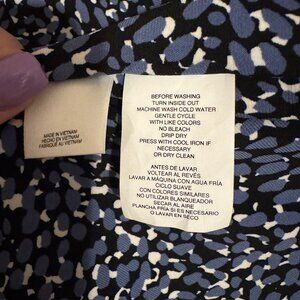 MADE IN VIETNAM
HECHO EN VIETNAM
FABRIQUÉ AU VIETNAM
BEFORE WASHING
TURN INSIDE OUT
MACHINE WASH COLD WATER
GENTLE CYCLE
WITH LIKE COLORS
NO BLEACH
DRIP DRY
PRESS WITH COOL IRON IF
NECESSARY
OR DRY CLEAN
ANTES DE LAVAR
VOLTEAR AL REVÉS
LAVAR A MÁQUINA CON AGUA FRÍA
CICLO SUAVE
CON COLORES SIMILARES
NO UTILIZAR BLANQUEADOR
SECAR AL AIRE
PLANCHA FRÍA SI ES NECESARIO
O LAVAR EN SECO